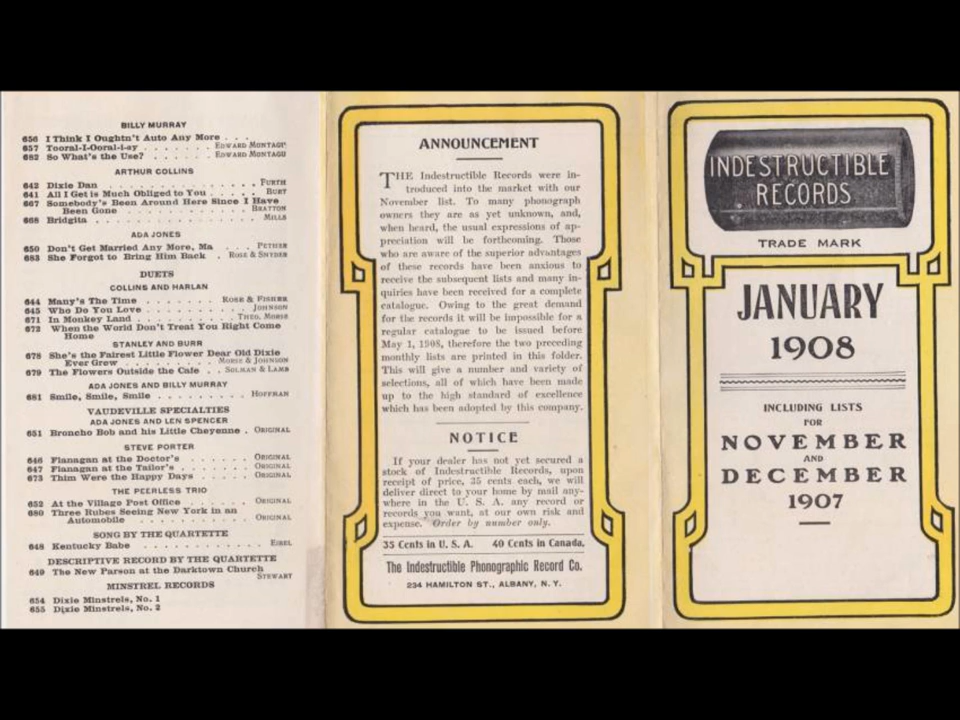 BILLY MURRAY
656 I Think I Oughtn't Auto Any More . . .
657 Tooral-I-Ooral-i-ay . . . . . . . Edward Montagu
682 So What's the Use? . . . . . . Edward Montagu
ARTHUR COLLINS
642 Dixie Dan . . . . . . . . . . . . . Furth
641 All I Get is Much Obliged to You . . . . . Burt
667 Somebody's Been Around Here Since I Have
Been Gone . . . . . . . . . . . . Bratton
668 Bridgita . . . . . . . . . . . . . Mills
ADA JONES
650 Don't Get Married Any More, Ma . . . Pether
683 She Forgot to Bring Him Back . Rose & Snyder
DUETS
COLLINS AND HARLAN
644 Many's The Time . . . . . . . Rose & Fisher
645 Who Do You Love . . . . . . . . Johnson
671 In Monkey Land . . . . . . . . Theo. Morse
672 When the World Don't Treat You Right Come
Home
STANLEY AND BURR
678 She's the Fairest Little Flower Dear Old Dixie
Ever Grew . . . . . . . . . Morse & Johnson
679 The Flowers Outside the Cafe . . Solman & Lamb
ADA JONES AND BILLY MURRAY
681 Smile, Smile, Smile . . . . . . . . Hoffman
VAUDEVILLE SPECIALTIES
ADA JONES AND LEN SPENCER
651 Broncho Bob and his Little Cheyenne . Original
STEVE PORTER
646 Flanagan at the Doctor's . . . . . . Original
647 Flanagan at the Tailor's . . . . . . . Original
673 Thim Were the Happy Days . . . . . Original
THE PEERLESS TRIO
652 At the Village Post Office . . . . . . Original
680 Three Rubes Seeing New York in an
Automobile . . . . . . . . . . Original
SONG BY THE QUARTETTE
648 Kentucky Babe . . . . . . . . . . . . Eibel
DESCRIPTIVE RECORD BY THE QUARTETTE
649 The New Parson at the Darktown Church
Stewart
MINSTREL RECORDS
654 Dixie Minstrels, No. 1
655 Dixie Minstrels, No. 2
ANNOUNCEMENT
THE Indestructible Records were in-
troduced into the market with our
November list. To many phonograph
owners they are as yet unknown, and,
when heard, the usual expressions of ap-
preciation will be forthcoming. Those
who are aware of the superior advantages
of these records have been anxious to
receive the subsequent lists and many in-
quiries have been received for a complete
catalogue. Owing to the great demand
for the records it will be impossible for a
regular catalogue to be issued before
May 1, 1908, therefore the two preceding
monthly lists are printed in this folder.
This will give a number and variety of
selections, all of which have been made
up to the high standard of excellence
which has been adopted by this company.
NOTICE
If your dealer has not yet secured a
stock of Indestructible Records, upon
receipt of price, 35 cents each, we will
deliver direct to your home by mail any-
where in the U. S. A. any record or
records you want, at our own risk and
expense. Order by number only.
35 Cents in U. S. A. 40 Cents in Canada.
The Indestructible Phonographic Record Co.
234 HAMILTON ST., ALBANY, N. Y.
INDESTRUCTIBLE
RECORDS
TRADE MARK
JANUARY
1908
INCLUDING LISTS
FOR
NOVEMBER
AND
DECEMBER
1907